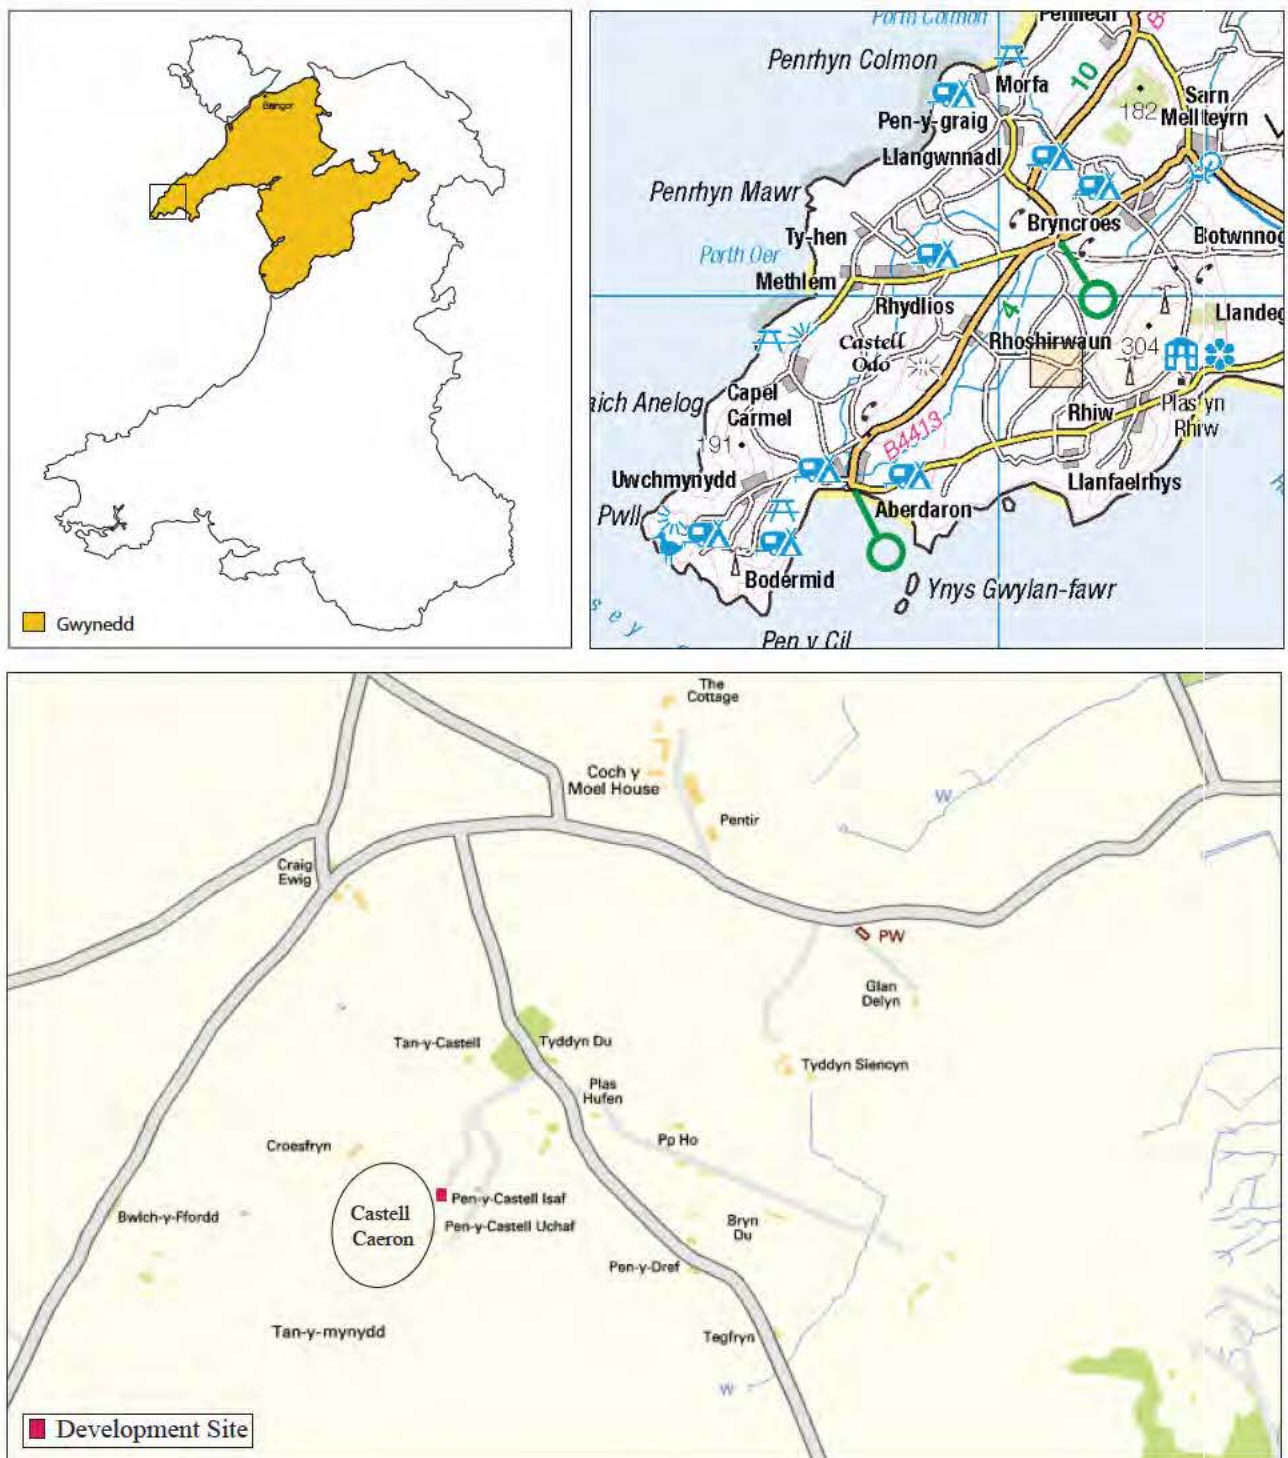 Bangor
Gwynedd
Porth Colmon
Penllech
Penrhyn Colmon
Morfa
10
182
Sarn
Mellteyrn
Pen-y-graig
Llangwnnadl
Penrhyn Mawr
Bryncroes
Ty-hen
Botwnnog
Porth Oer
Methlem
Rhydlios
4
Llandeg
Castell
Odo
Rhoshirwaun
304
Capel
Carmel
aich Anelog
Rhiw
Plas yn
Rhiw
191
B4413
Uwchmynydd
Llanfaelrhys
Pwll
Aberdaron
Bodermid
Ynys Gwylan-fawr
sey
Pen y Cil
The
Cottage
Coch y
Moel House
W
Pentir
Craig
Ewig
PW
Glan
Delyn
Tan-y-Castell
Tyddyn Du
Tyddyn Siencyn
Plas
Hufen
Pp Ho
Croesfryn
Pen-y-Castell Isaf
Castell
Caeron
Bwlch-y-Ffordd
Pen-y-Castell Uchaf
Bryn
Du
Pen-y-Dref
Tan-y-mynydd
Tegfryn
W
Development Site